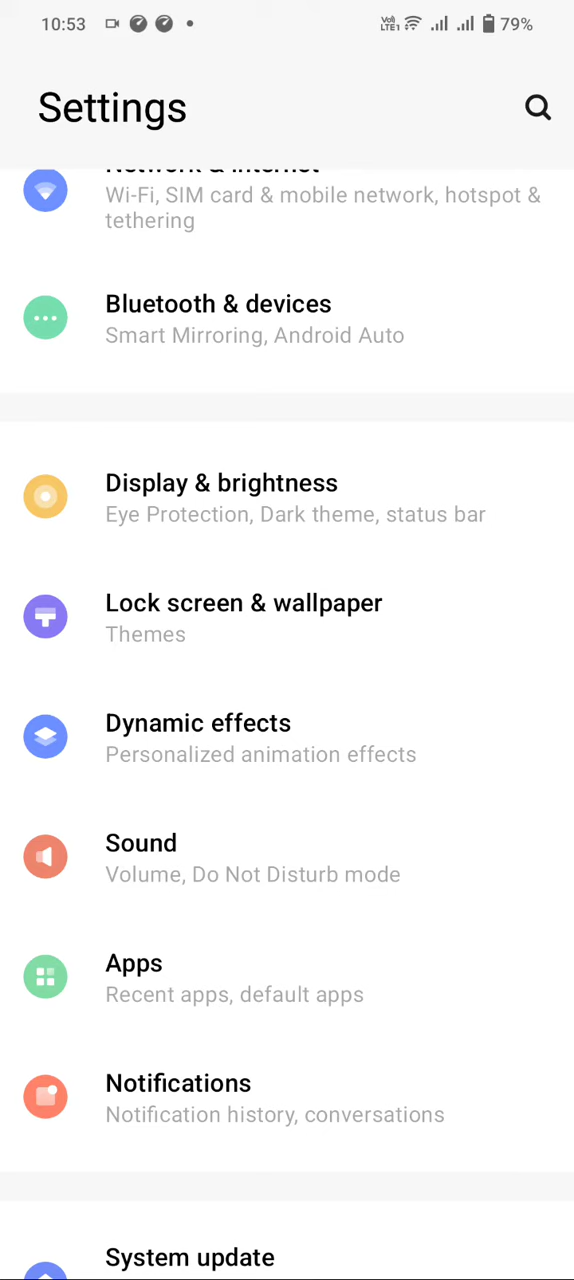 10:53 Vo) LTE1 79%
Settings
Network & internet
Wi-Fi, SIM card & mobile network, hotspot &
tethering
Bluetooth & devices
Smart Mirroring, Android Auto
Display & brightness
Eye Protection, Dark theme, status bar
Lock screen & wallpaper
Themes
Dynamic effects
Personalized animation effects
Sound
Volume, Do Not Disturb mode
Apps
Recent apps, default apps
Notifications
Notification history, conversations
System update